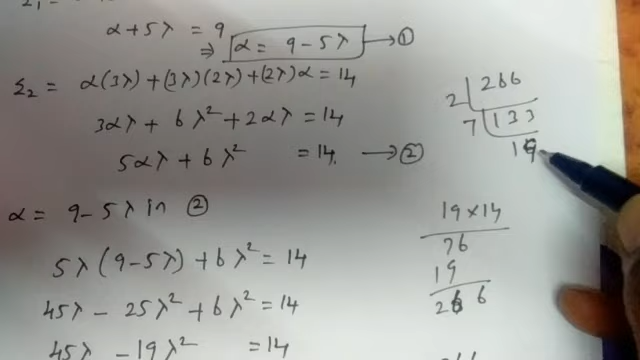 α + 5λ = 9
⇒ α = 9 - 5λ → ①
Σ₂ = α(3λ) + (3λ)(2λ) + (2λ)α = 14
3αλ + 6λ² + 2αλ = 14
5αλ + 6λ² = 14. → ②
α = 9 - 5λ in ②
5λ(9 - 5λ) + 6λ² = 14
45λ - 25λ² + 6λ² = 14
45λ - 19λ² = 14
2 | 266
7 | 133
19
19 × 14
76
19
266